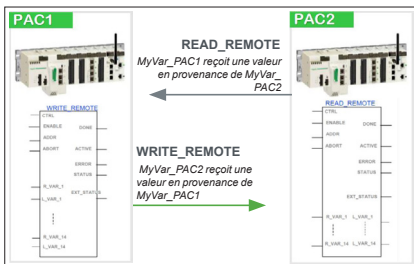 PAC1
PAC2
READ_REMOTE
MyVar_PAC1 reçoit une valeur
en provenance de MyVar_
PAC2
WRITE_REMOTE
CTRL
ENABLE DONE
ADDR
ABORT ACTIVE
ERROR
STATUS
R_VAR_1 EXT_STATUS
L_VAR_1
R_VAR_14
L_VAR_14
WRITE_REMOTE
MyVar_PAC2 reçoit une
valeur en provenance de
MyVar_PAC1
READ_REMOTE
CTRL
ENABLE DONE
ADDR
ABORT ACTIVE
ERROR
STATUS
EXT_STATUS
R_VAR_1 L_VAR_1
R_VAR_14 L_VAR_14